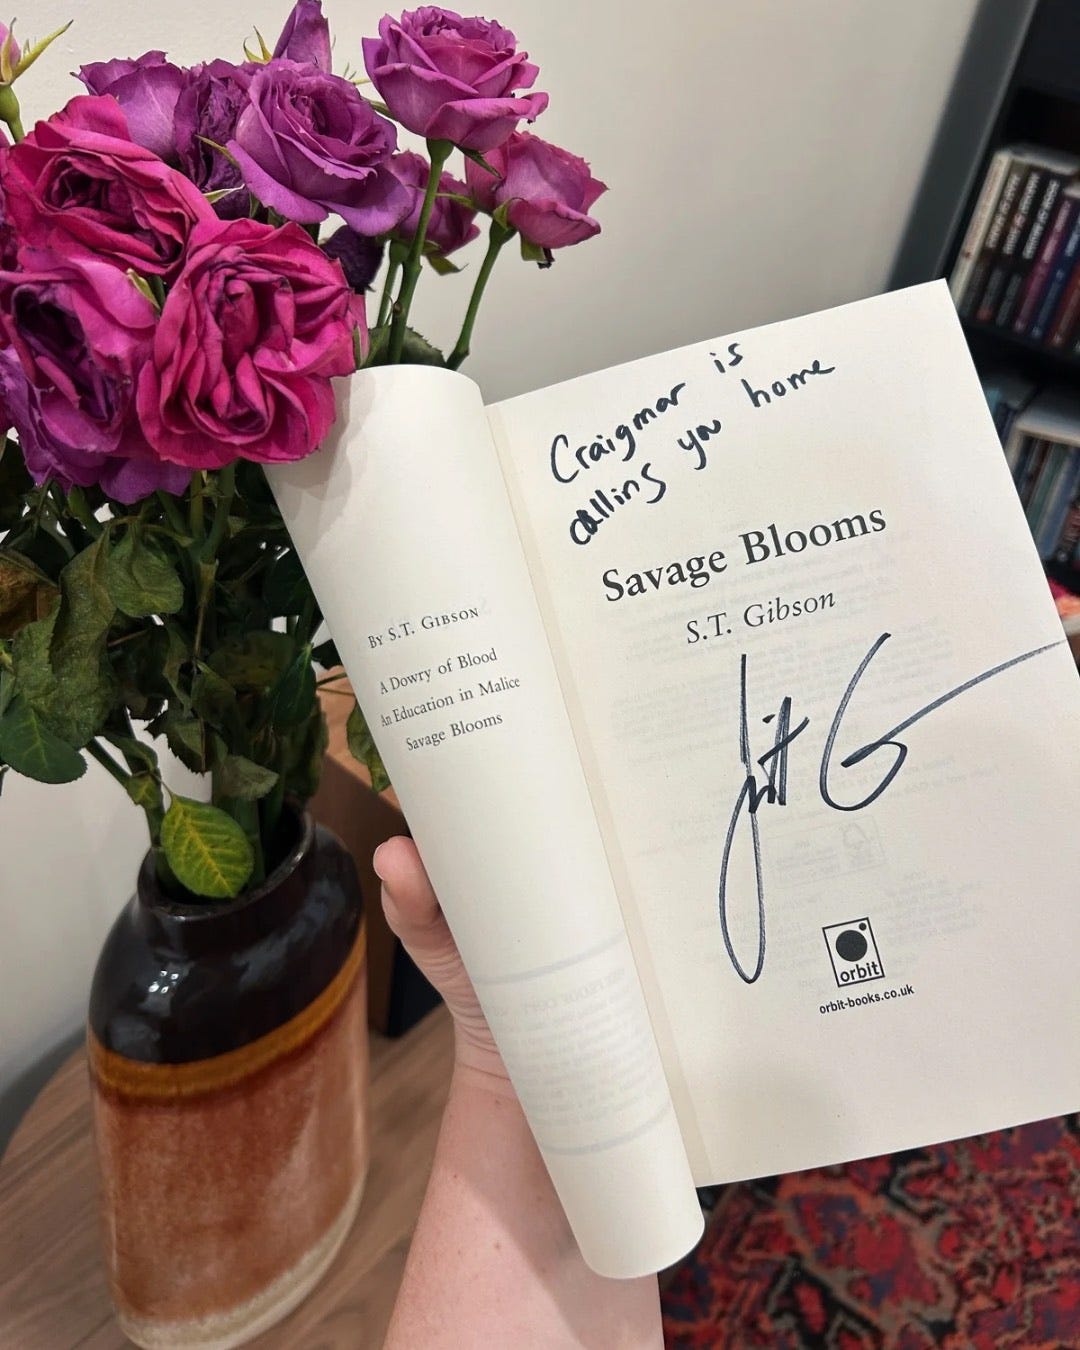 By S.T. Gibson
A Dowry of Blood
An Education in Malice
Savage Blooms
Craigmar is
calling you home
Savage Blooms
S.T. Gibson
orbit
orbit-books.co.uk